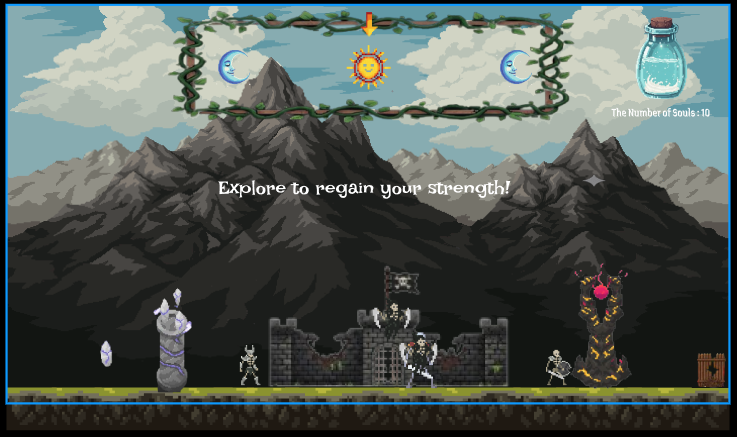 The Number of Souls : 10
Explore to regain your strength!